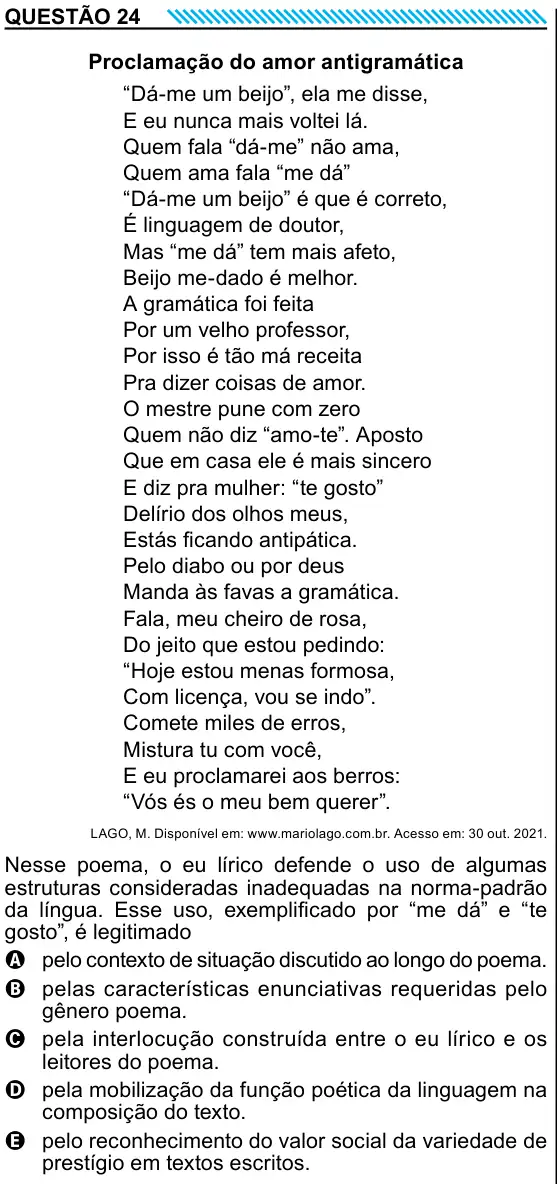 QUESTÃO 24
Proclamação do amor antigramática
“Dá-me um beijo”, ela me disse,
E eu nunca mais voltei lá.
Quem fala “dá-me” não ama,
Quem ama fala “me dá”
“Dá-me um beijo” é que é correto,
É linguagem de doutor,
Mas “me dá” tem mais afeto,
Beijo me-dado é melhor.
A gramática foi feita
Por um velho professor,
Por isso é tão má receita
Pra dizer coisas de amor.
O mestre pune com zero
Quem não diz “amo-te”. Aposto
Que em casa ele é mais sincero
E diz pra mulher: “te gosto”
Delírio dos olhos meus,
Estás ficando antipática.
Pelo diabo ou por deus
Manda às favas a gramática.
Fala, meu cheiro de rosa,
Do jeito que estou pedindo:
“Hoje estou menas formosa,
Com licença, vou se indo”.
Comete miles de erros,
Mistura tu com você,
E eu proclamarei aos berros:
“Vós és o meu bem querer”.
LAGO, M. Disponível em: www.mariolago.com.br. Acesso em: 30 out. 2021.
Nesse poema, o eu lírico defende o uso de algumas
estruturas consideradas inadequadas na norma-padrão
da língua. Esse uso, exemplificado por “me dá” e “te
gosto”, é legitimado
A pelo contexto de situação discutido ao longo do poema.
B pelas características enunciativas requeridas pelo
gênero poema.
C pela interlocução construída entre o eu lírico e os
leitores do poema.
D pela mobilização da função poética da linguagem na
composição do texto.
E pelo reconhecimento do valor social da variedade de
prestígio em textos escritos.